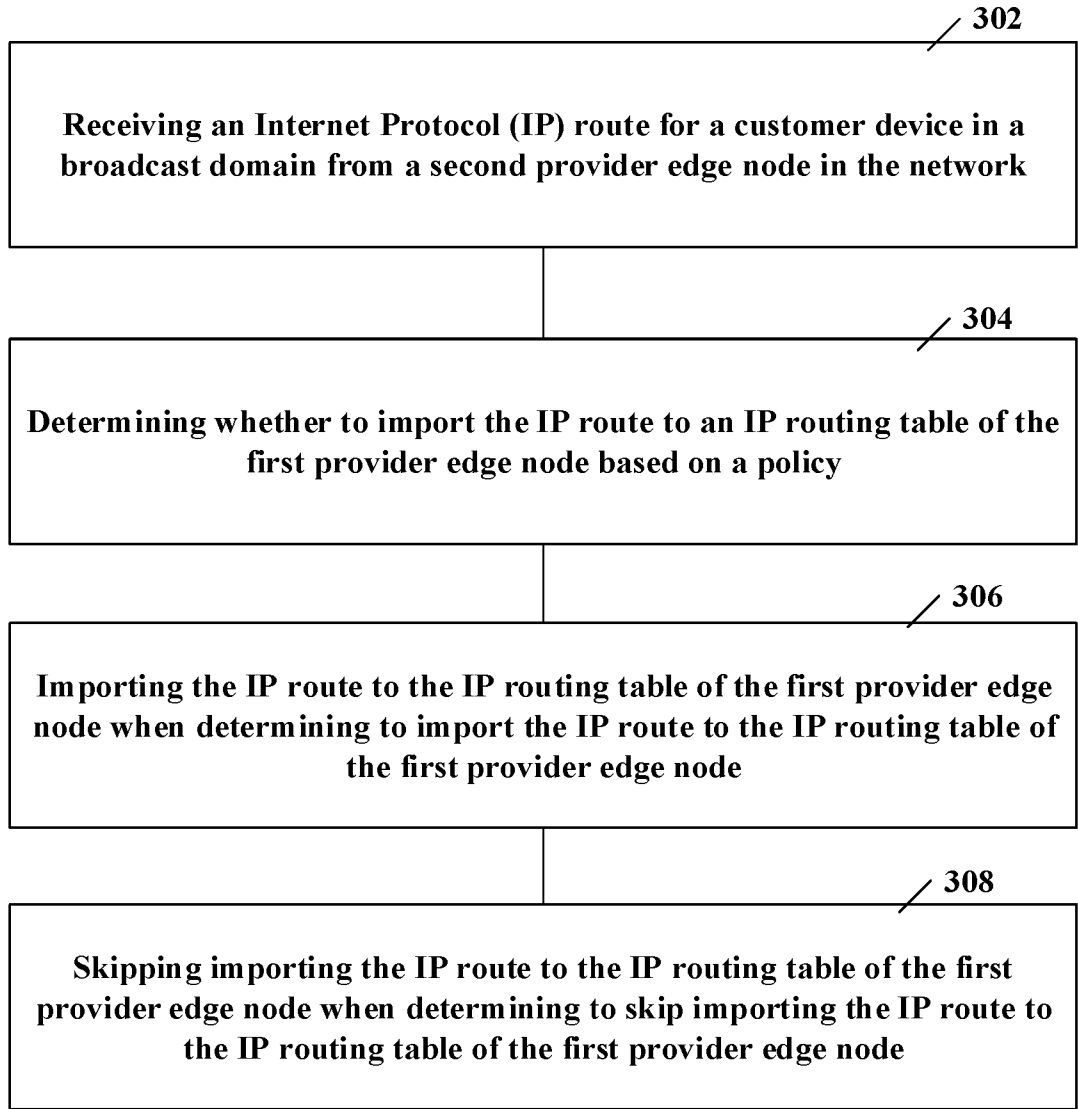 302
Receiving an Internet Protocol (IP) route for a customer device in a
broadcast domain from a second provider edge node in the network
304
Determining whether to import the IP route to an IP routing table of the
first provider edge node based on a policy
306
Importing the IP route to the IP routing table of the first provider edge
node when determining to import the IP route to the IP routing table of
the first provider edge node
308
Skipping importing the IP route to the IP routing table of the first
provider edge node when determining to skip importing the IP route to
the IP routing table of the first provider edge node